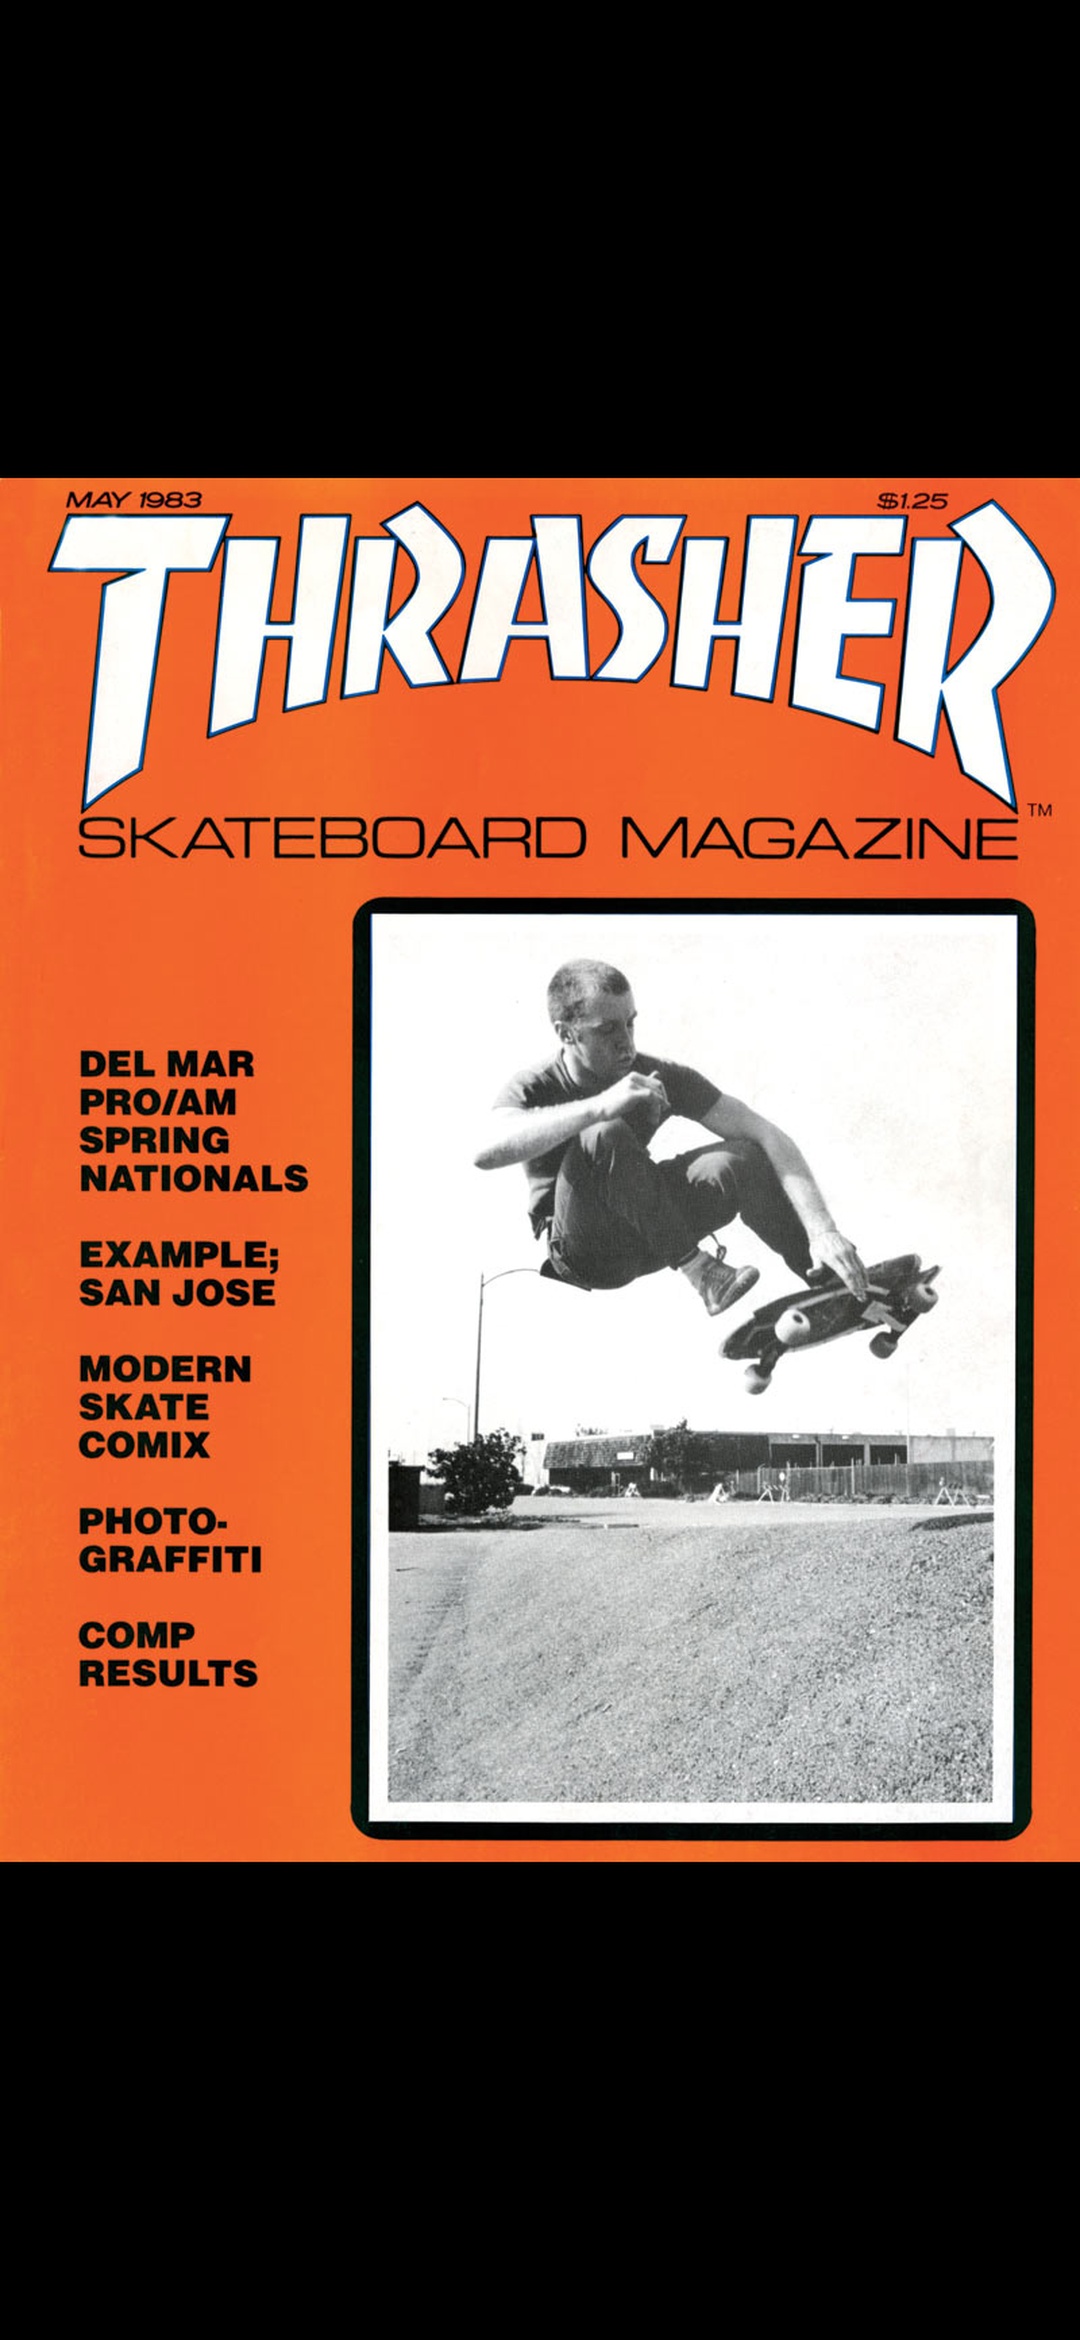 MAY 1983
$1.25
THRASHER
TM
SKATEBOARD MAGAZINE
DEL MAR
PRO/AM
SPRING
NATIONALS
EXAMPLE;
SAN JOSE
MODERN
SKATE
COMIX
PHOTO-
GRAFFITI
COMP
RESULTS